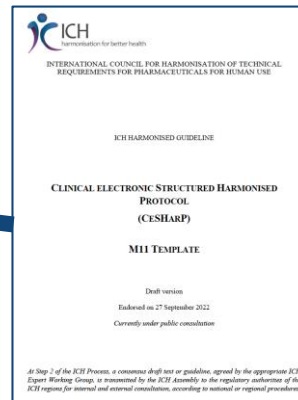 ICH
harmonisation for better health
INTERNATIONAL COUNCIL FOR HARMONISATION OF TECHNICAL
REQUIREMENTS FOR PHARMACEUTICALS FOR HUMAN USE
ICH HARMONISED GUIDELINE
CLINICAL ELECTRONIC STRUCTURED HARMONISED
PROTOCOL
(CESHARP)
M11 TEMPLATE
Draft version
Endorsed on 27 September 2022
Currently under public consultation
At Step 2 of the ICH Process, a consensus draft text or guideline, agreed by the appropriate ICH
Expert Working Group, is transmitted by the ICH Assembly to the regulatory authorities of the
ICH regions for internal and external consultation, according to national or regional procedures.